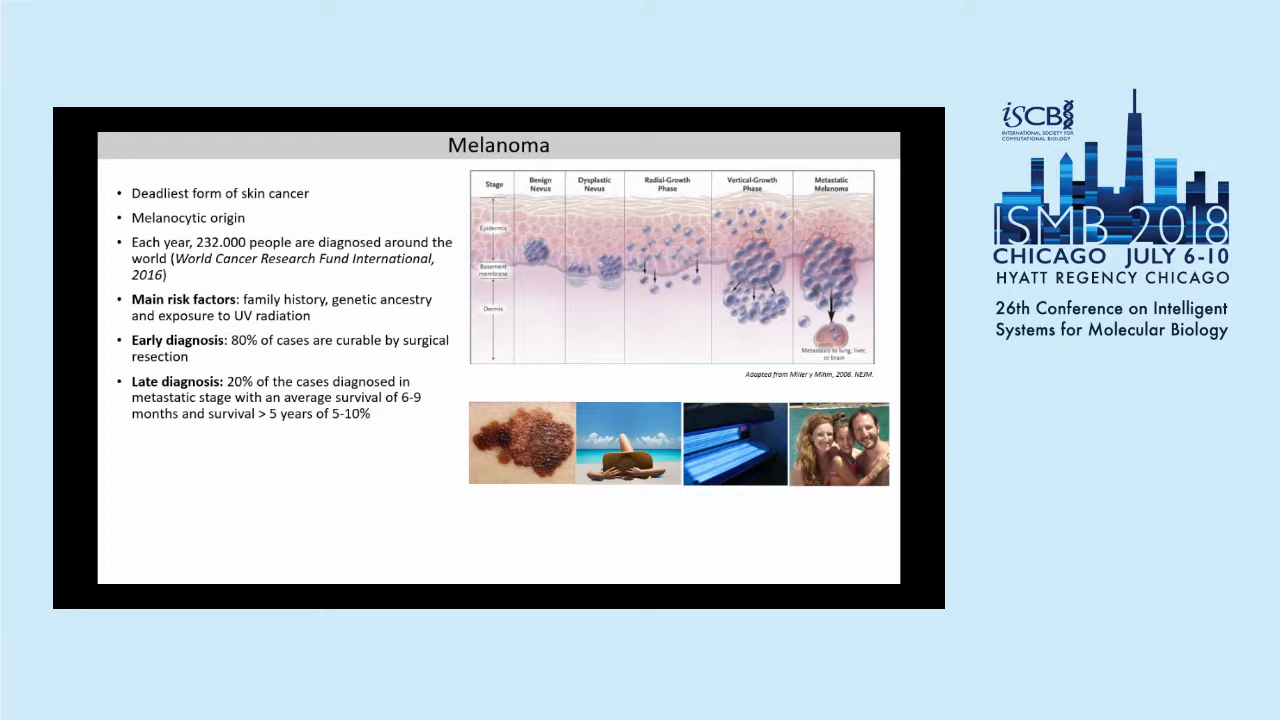 Melanoma
• Deadliest form of skin cancer
• Melanocytic origin
• Each year, 232.000 people are diagnosed around the
world (World Cancer Research Fund International,
2016)
• Main risk factors: family history, genetic ancestry
and exposure to UV radiation
• Early diagnosis: 80% of cases are curable by surgical
resection
• Late diagnosis: 20% of the cases diagnosed in
metastatic stage with an average survival of 6-9
months and survival > 5 years of 5-10%
Stage
Benign
Nevus
Dysplastic
Nevus
Radial-Growth
Phase
Vertical-Growth
Phase
Metastatic
Melanoma
Epidermis
Basement
membrane
Dermis
Metastasis to lung, liver,
or brain
Adapted from Miller y Mihm, 2006. NEJM.
iSCB
INTERNATIONAL SOCIETY FOR
COMPUTATIONAL BIOLOGY
ISMB 2018
CHICAGO JULY 6-10
HYATT REGENCY CHICAGO
26th Conference on Intelligent
Systems for Molecular Biology